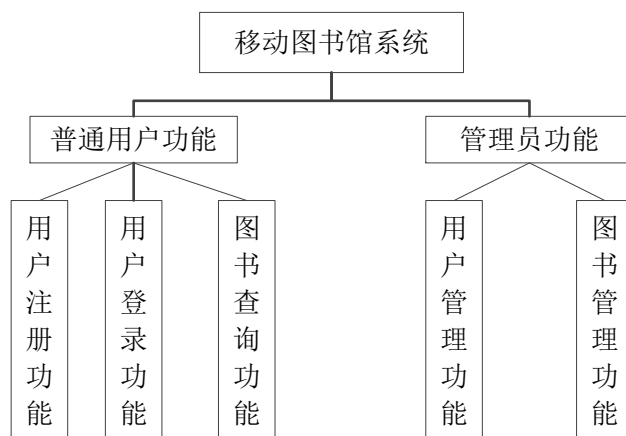 移动图书馆系统
普通用户功能
管理员功能
用户注册功能
用户登录功能
图书查询功能
用户管理功能
图书管理功能